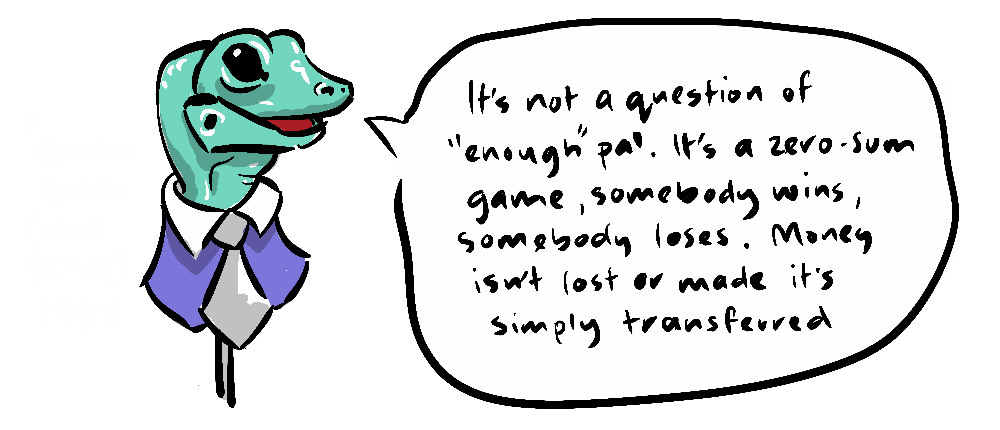 It's not a question of
"enough" pal. It's a zero-sum
game, somebody wins,
somebody loses. Money
isn't lost or made it's
simply transferred